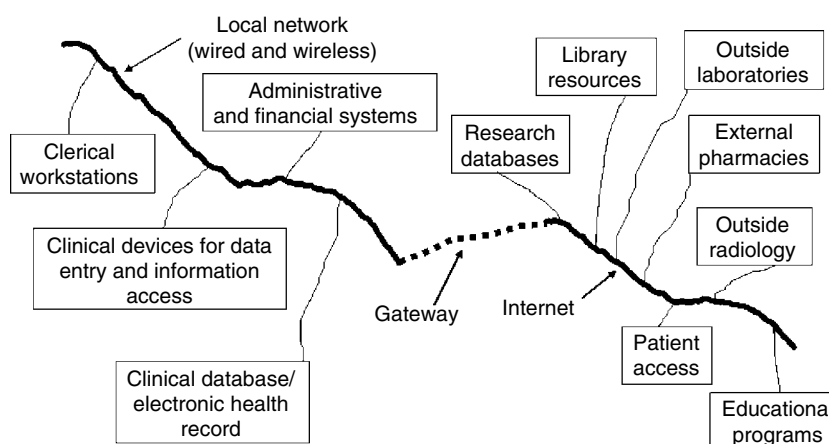 Local network
(wired and wireless)
Administrative
and financial systems
Clerical
workstations
Clinical devices for data
entry and information
access
Clinical database/
electronic health
record
Gateway
Internet
Research
databases
Library
resources
Outside
laboratories
External
pharmacies
Outside
radiology
Patient
access
Educational
programs